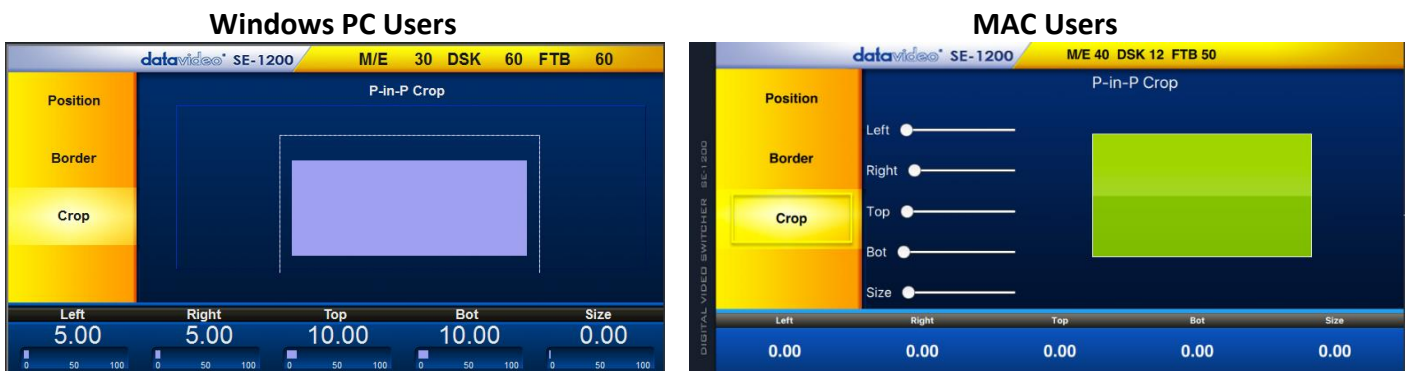 Windows PC Users
datavideo SE-1200 M/E 30 DSK 60 FTB 60
P-in-P Crop
Position
Border
Crop
Left Right Top Bot Size
5.00 5.00 10.00 10.00 0.00
0 50 100 0 50 100 0 50 100 0 50 100 0 50 100
MAC Users
datavideo SE-1200 M/E 40 DSK 12 FTB 50
P-in-P Crop
Position
Border
Crop
Left
Right
Top
Bot
Size
DIGITAL VIDEO SWITCHER SE-1200
Left Right Top Bot Size
0.00 0.00 0.00 0.00 0.00